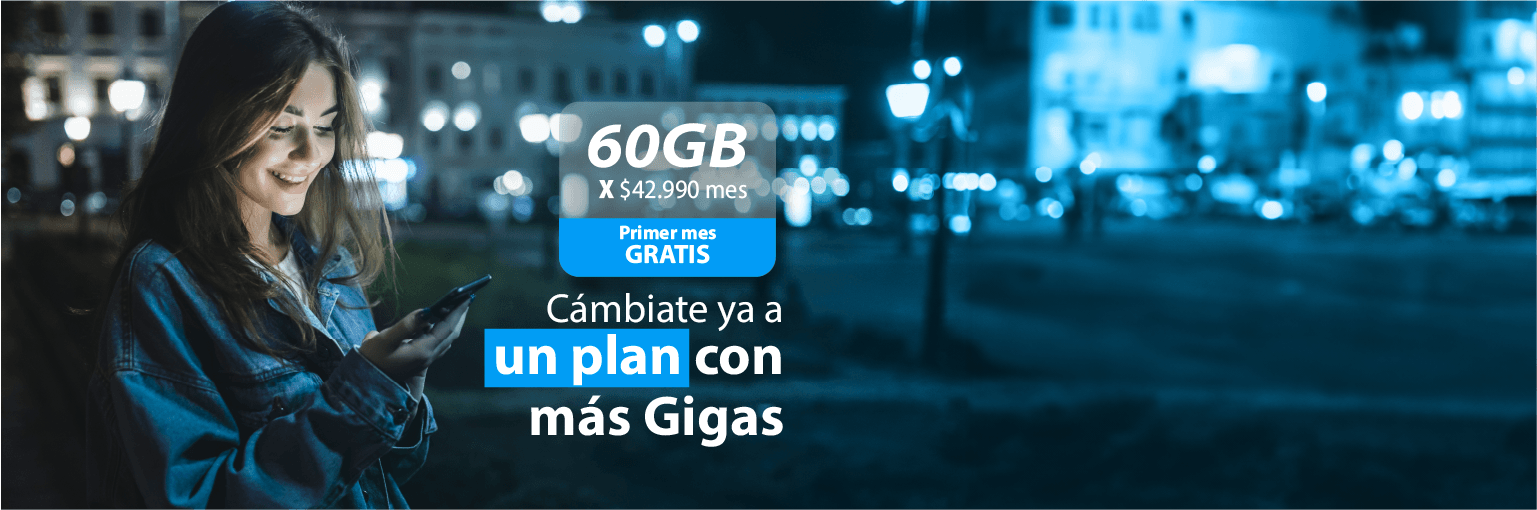 60GB
X $42.990 mes
Primer mes
GRATIS
Cámbiate ya a
un plan con
más Gigas